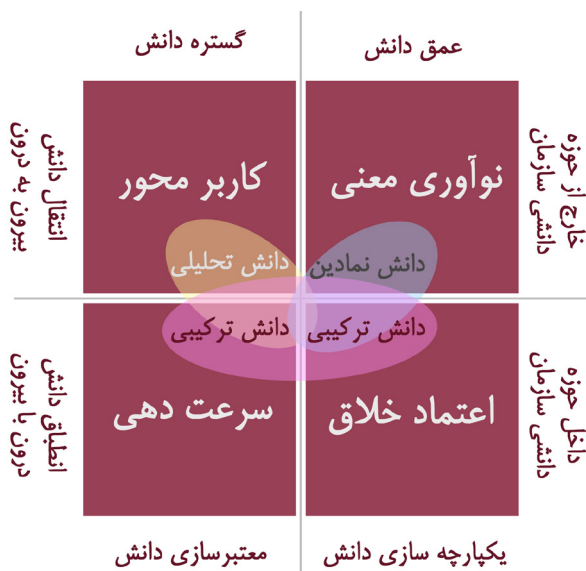 عمق دانش
گستره دانش
خارج از حوزه
دانشی سازمان
نوآوری معنی
کاربر محور
انتقال دانش
بیرون به درون
دانش نمادین
دانش تحلیلی
دانش ترکیبی
دانش ترکیبی
داخل حوزه
دانشی سازمان
اعتماد خلاق
سرعت دهی
انطباق دانش
درون با بیرون
یکپارچه سازی دانش
معتبرسازی دانش